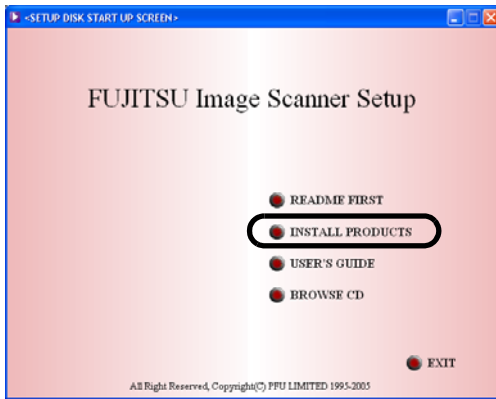 <SETUP DISK START UP SCREEN>
FUJITSU Image Scanner Setup
README FIRST
INSTALL PRODUCTS
USER'S GUIDE
BROWSE CD
EXIT
All Right Reserved, Copyright(C) PFU LIMITED 1995-2005